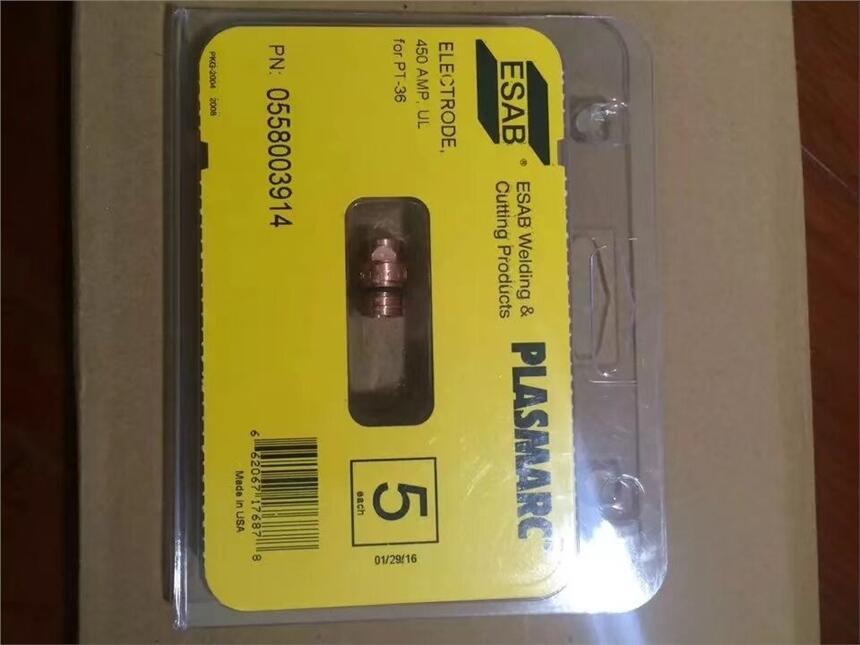 ESAB®
ESAB Welding &
Cutting Products
PLASMARC
ELECTRODE,
450 AMP, UL
for PT-36
PN: 0558003914
PKG-2004 2008
5
each
01/29/16
6 62067 17687 8
Made in USA